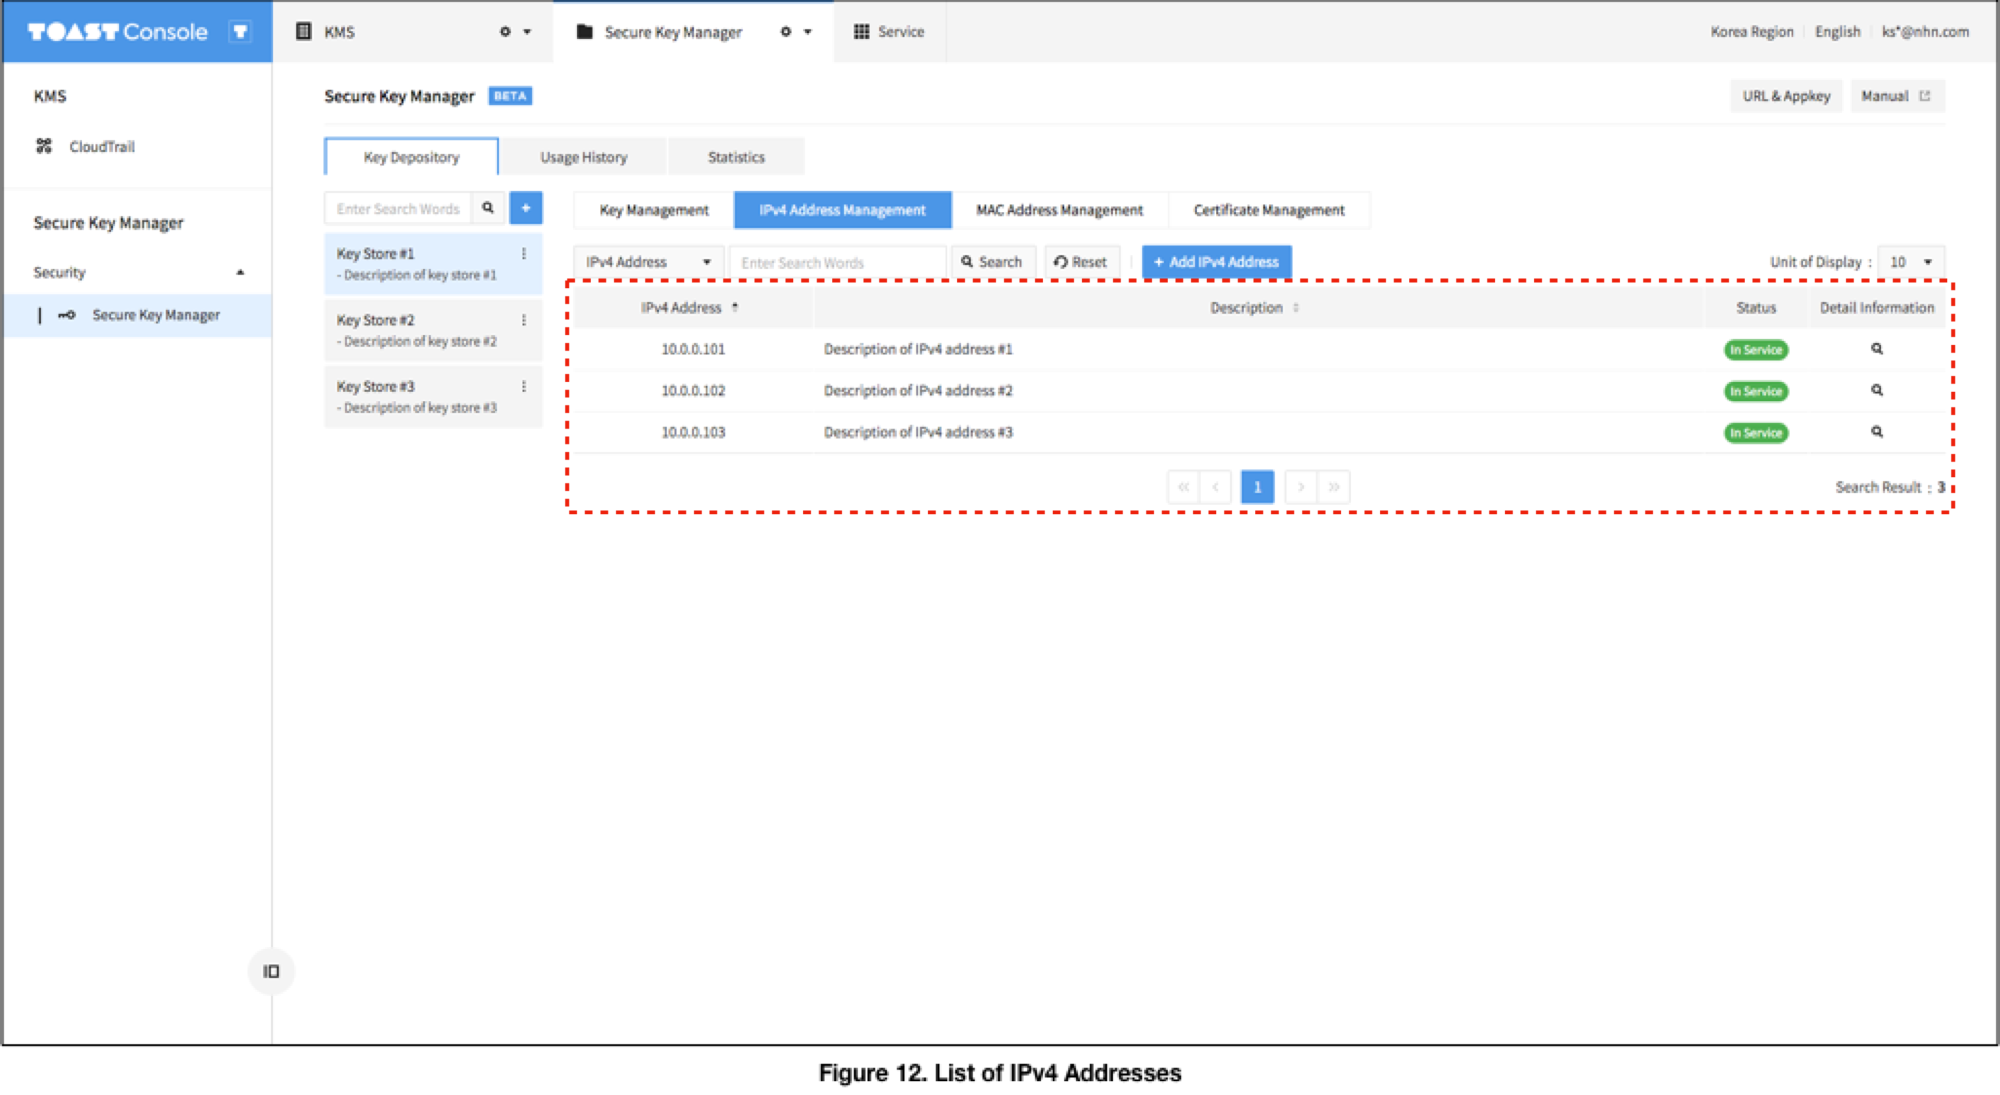 TOAST Console
KMS
Secure Key Manager
Service
Korea Region
English
ks*@nhn.com
KMS
CloudTrail
Secure Key Manager
Security
Secure Key Manager
Secure Key Manager BETA
URL & Appkey
Manual
Key Depository
Usage History
Statistics
Enter Search Words
+
Key Store #1
- Description of key store #1
Key Store #2
- Description of key store #2
Key Store #3
- Description of key store #3
Key Management
IPv4 Address Management
MAC Address Management
Certificate Management
IPv4 Address
Enter Search Words
Search
Reset
+ Add IPv4 Address
Unit of Display : 10
IPv4 Address Description Status Detail Information
10.0.0.101 Description of IPv4 address #1 In Service
10.0.0.102 Description of IPv4 address #2 In Service
10.0.0.103 Description of IPv4 address #3 In Service
« ‹ 1 › »
Search Result : 3
Figure 12. List of IPv4 Addresses